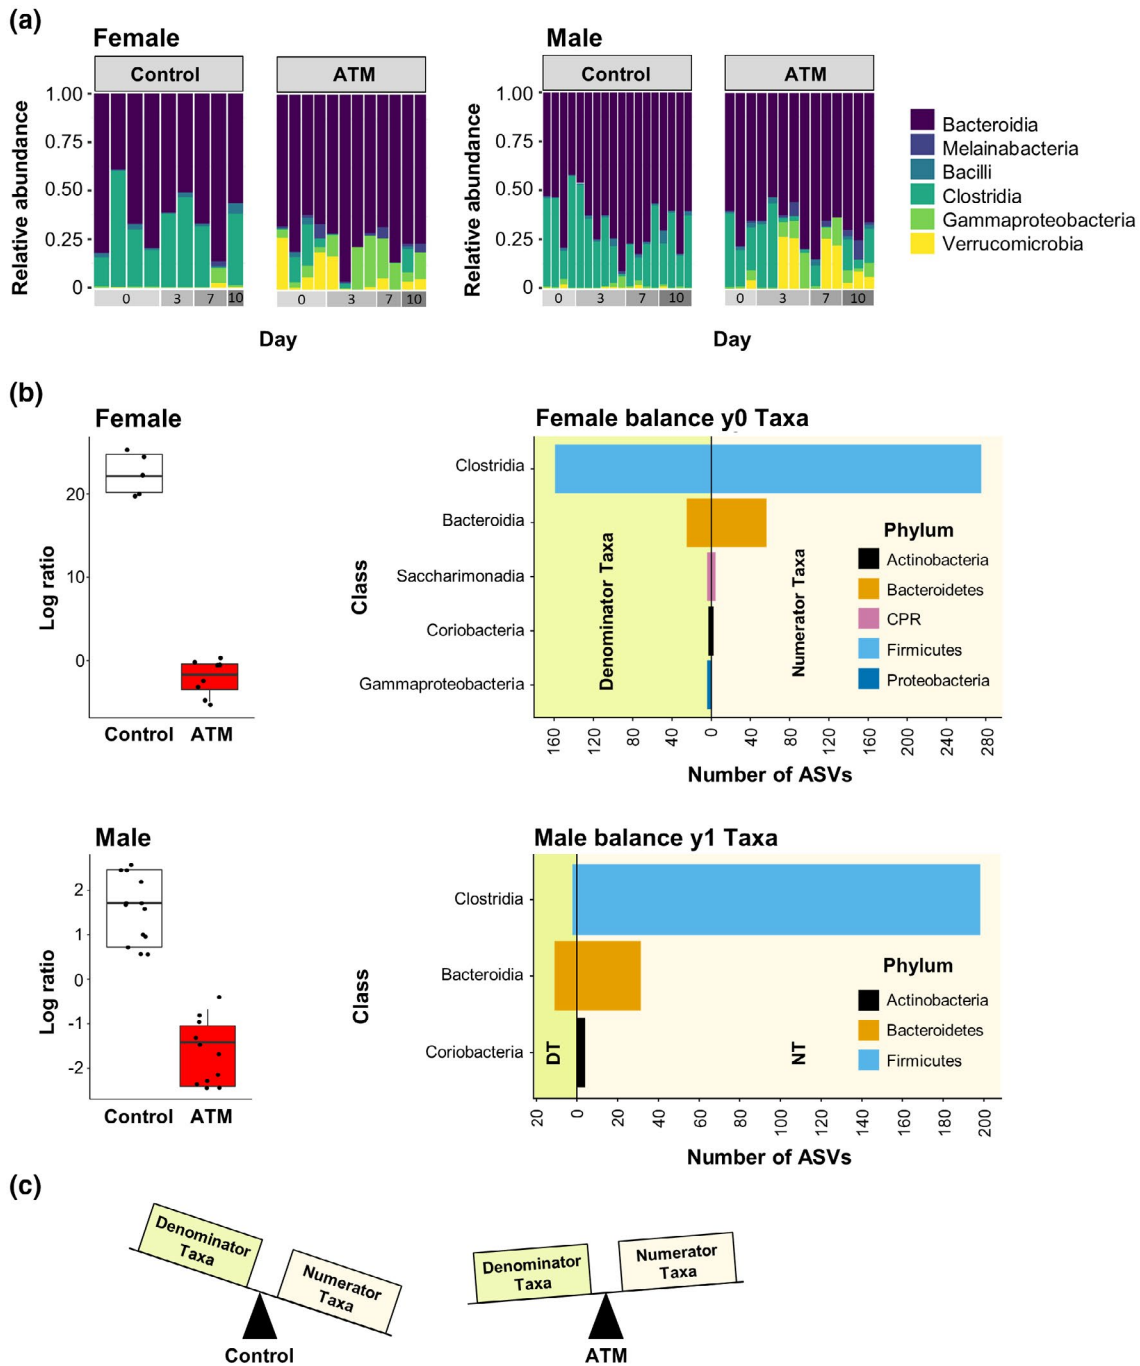 (a)
Female
Male
Control
ATM
Control
ATM
Relative abundance
1.00
0.75
0.50
0.25
0
0
3
7
10
0
3
7
10
Day
Relative abundance
1.00
0.75
0.50
0.25
0
0
3
7
10
0
3
7
10
Day
Bacteroidia
Melainabacteria
Bacilli
Clostridia
Gammaproteobacteria
Verrucomicrobia
(b)
Female
Log ratio
20
10
0
Control
ATM
Female balance y0 Taxa
Class
Clostridia
Bacteroidia
Saccharimonadia
Coriobacteria
Gammaproteobacteria
Denominator Taxa
Numerator Taxa
Phylum
Actinobacteria
Bacteroidetes
CPR
Firmicutes
Proteobacteria
160
120
80
40
0
40
80
120
160
200
240
280
Number of ASVs
Male
Log ratio
2
1
0
-1
-2
Control
ATM
Male balance y1 Taxa
Class
Clostridia
Bacteroidia
Coriobacteria
DT
NT
Phylum
Actinobacteria
Bacteroidetes
Firmicutes
20
0
20
40
60
80
100
120
140
160
180
200
Number of ASVs
(c)
Denominator
Taxa
Numerator
Taxa
Control
Denominator
Taxa
Numerator
Taxa
ATM